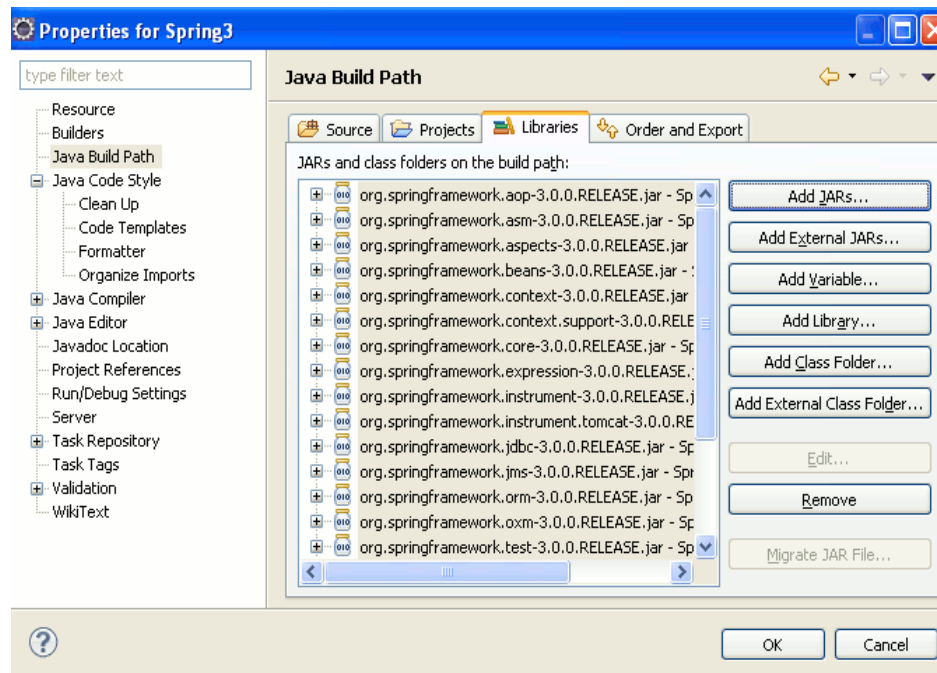 Properties for Spring3
type filter text
Resource
Builders
Java Build Path
Java Code Style
Clean Up
Code Templates
Formatter
Organize Imports
Java Compiler
Java Editor
Javadoc Location
Project References
Run/Debug Settings
Server
Task Repository
Task Tags
Validation
WikiText
Java Build Path
Source
Projects
Libraries
Order and Export
JARs and class folders on the build path:
org.springframework.aop-3.0.0.RELEASE.jar - Sp
org.springframework.asm-3.0.0.RELEASE.jar - Sp
org.springframework.aspects-3.0.0.RELEASE.jar
org.springframework.beans-3.0.0.RELEASE.jar -
org.springframework.context-3.0.0.RELEASE.jar
org.springframework.context.support-3.0.0.RELE
org.springframework.core-3.0.0.RELEASE.jar - Sp
org.springframework.expression-3.0.0.RELEASE.
org.springframework.instrument-3.0.0.RELEASE.j
org.springframework.instrument.tomcat-3.0.0.RE
org.springframework.jdbc-3.0.0.RELEASE.jar - Sp
org.springframework.jms-3.0.0.RELEASE.jar - Spr
org.springframework.orm-3.0.0.RELEASE.jar - Sp
org.springframework.oxm-3.0.0.RELEASE.jar - Sp
org.springframework.test-3.0.0.RELEASE.jar - Sp
Add JARs...
Add External JARs...
Add Variable...
Add Library...
Add Class Folder...
Add External Class Folder...
Edit...
Remove
Migrate JAR File...
OK
Cancel